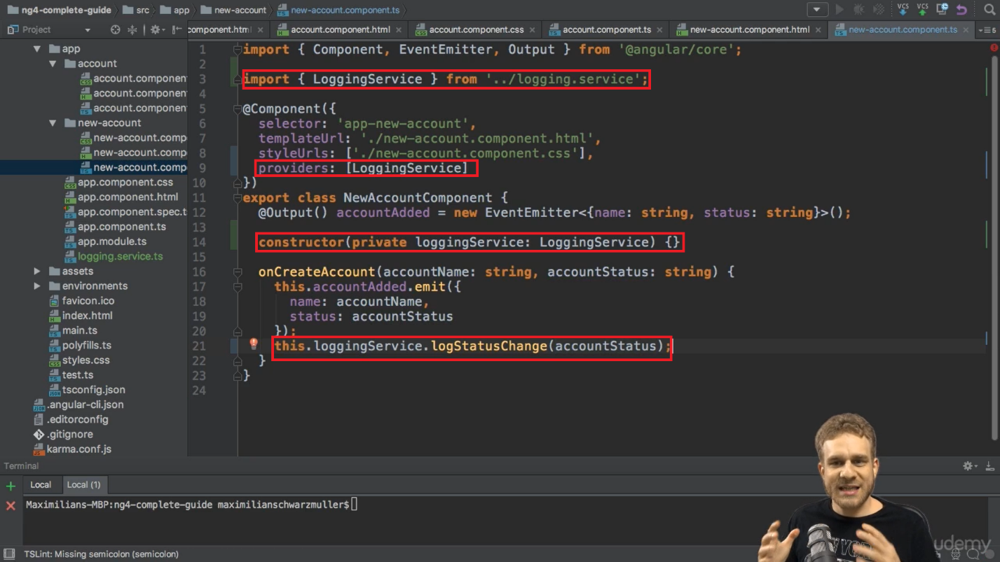 ng4-complete-guide src app new-account new-account.component.ts
VCS VCS
Project
component.html account.component.html account.component.css account.component.ts new-account.component.html new-account.component.ts 5
app
account
account.component
account.component
account.component
new-account
new-account.comp
new-account.comp
new-account.comp
app.component.css
app.component.html
app.component.spec.ts
app.component.ts
app.module.ts
logging.service.ts
assets
environments
favicon.ico
index.html
main.ts
polyfills.ts
styles.css
test.ts
tsconfig.json
.angular-cli.json
.editorconfig
.gitignore
karma.conf.js
1 import { Component, EventEmitter, Output } from '@angular/core';
2
3 import { LoggingService } from '../logging.service';
4
5 @Component({
6 selector: 'app-new-account',
7 templateUrl: './new-account.component.html',
8 styleUrls: ['./new-account.component.css'],
9 providers: [LoggingService]
10 })
11 export class NewAccountComponent {
12 @Output() accountAdded = new EventEmitter<{name: string, status: string}>();
13
14 constructor(private loggingService: LoggingService) {}
15
16 onCreateAccount(accountName: string, accountStatus: string) {
17 this.accountAdded.emit({
18 name: accountName,
19 status: accountStatus
20 });
21 this.loggingService.logStatusChange(accountStatus);
22 }
23 }
24
Terminal
Local Local (1)
Maximilians-MBP:ng4-complete-guide maximilianschwarzmuller$
TSLint: Missing semicolon (semicolon)
udemy